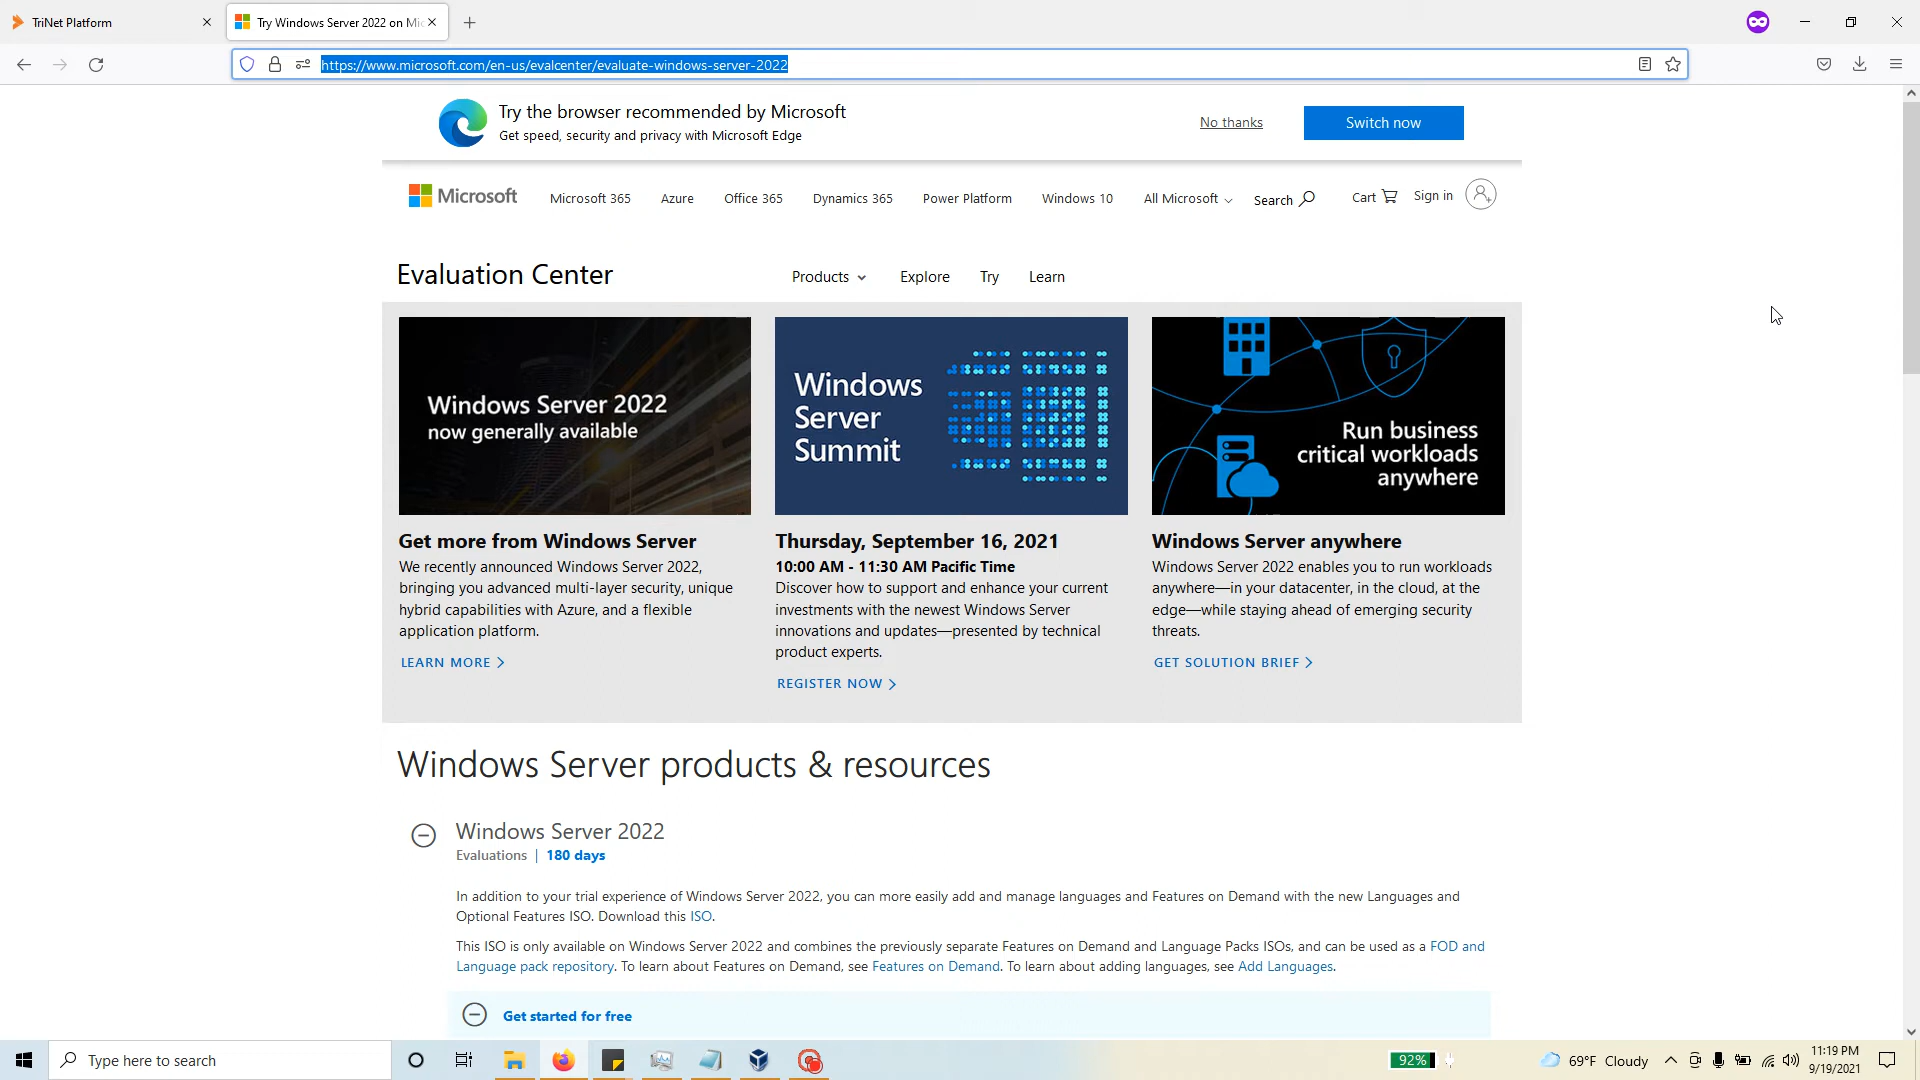 TriNet Platform
Try Windows Server 2022 on Mic
https://www.microsoft.com/en-us/evalcenter/evaluate-windows-server-2022
Try the browser recommended by Microsoft
Get speed, security and privacy with Microsoft Edge
No thanks
Switch now
Microsoft
Microsoft 365
Azure
Office 365
Dynamics 365
Power Platform
Windows 10
All Microsoft
Search
Cart
Sign in
Evaluation Center
Products
Explore
Try
Learn
Windows Server 2022
now generally available
Get more from Windows Server
We recently announced Windows Server 2022,
bringing you advanced multi-layer security, unique
hybrid capabilities with Azure, and a flexible
application platform.
LEARN MORE
Windows
Server
Summit
Thursday, September 16, 2021
10:00 AM - 11:30 AM Pacific Time
Discover how to support and enhance your current
investments with the newest Windows Server
innovations and updates—presented by technical
product experts.
REGISTER NOW
Run business
critical workloads
anywhere
Windows Server anywhere
Windows Server 2022 enables you to run workloads
anywhere—in your datacenter, in the cloud, at the
edge—while staying ahead of emerging security
threats.
GET SOLUTION BRIEF
Windows Server products & resources
Windows Server 2022
Evaluations | 180 days
In addition to your trial experience of Windows Server 2022, you can more easily add and manage languages and Features on Demand with the new Languages and
Optional Features ISO. Download this ISO.
This ISO is only available on Windows Server 2022 and combines the previously separate Features on Demand and Language Packs ISOs, and can be used as a FOD and
Language pack repository. To learn about Features on Demand, see Features on Demand. To learn about adding languages, see Add Languages.
Get started for free
Type here to search
92%
69°F Cloudy
11:19 PM
9/19/2021